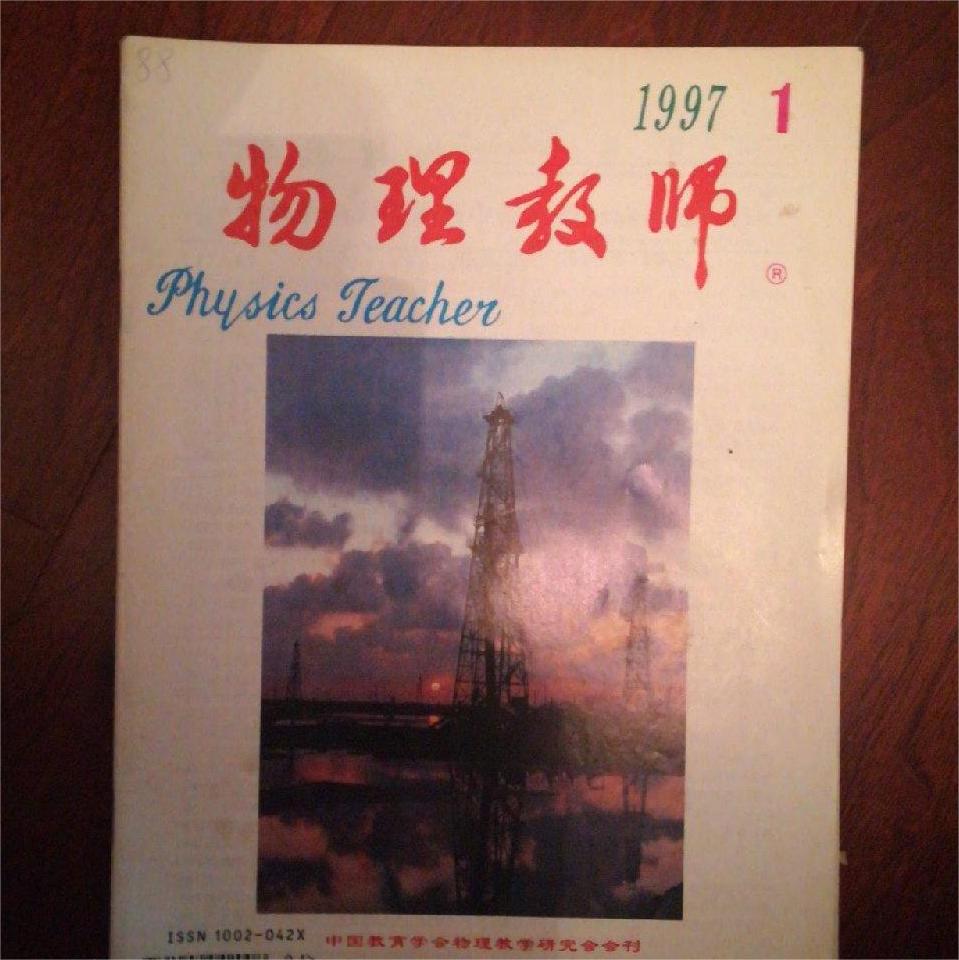 88
1997 1
物理教师
®
Physics Teacher
ISSN 1002-042X 中国教育学会物理教学研究会会刊